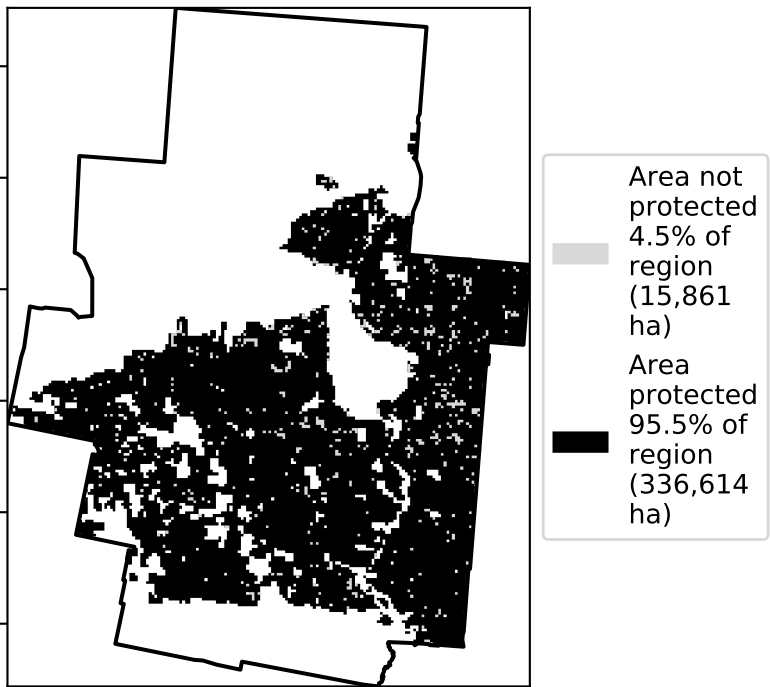 Area not
protected
4.5% of
region
(15,861
ha)
Area
protected
95.5% of
region
(336,614
ha)